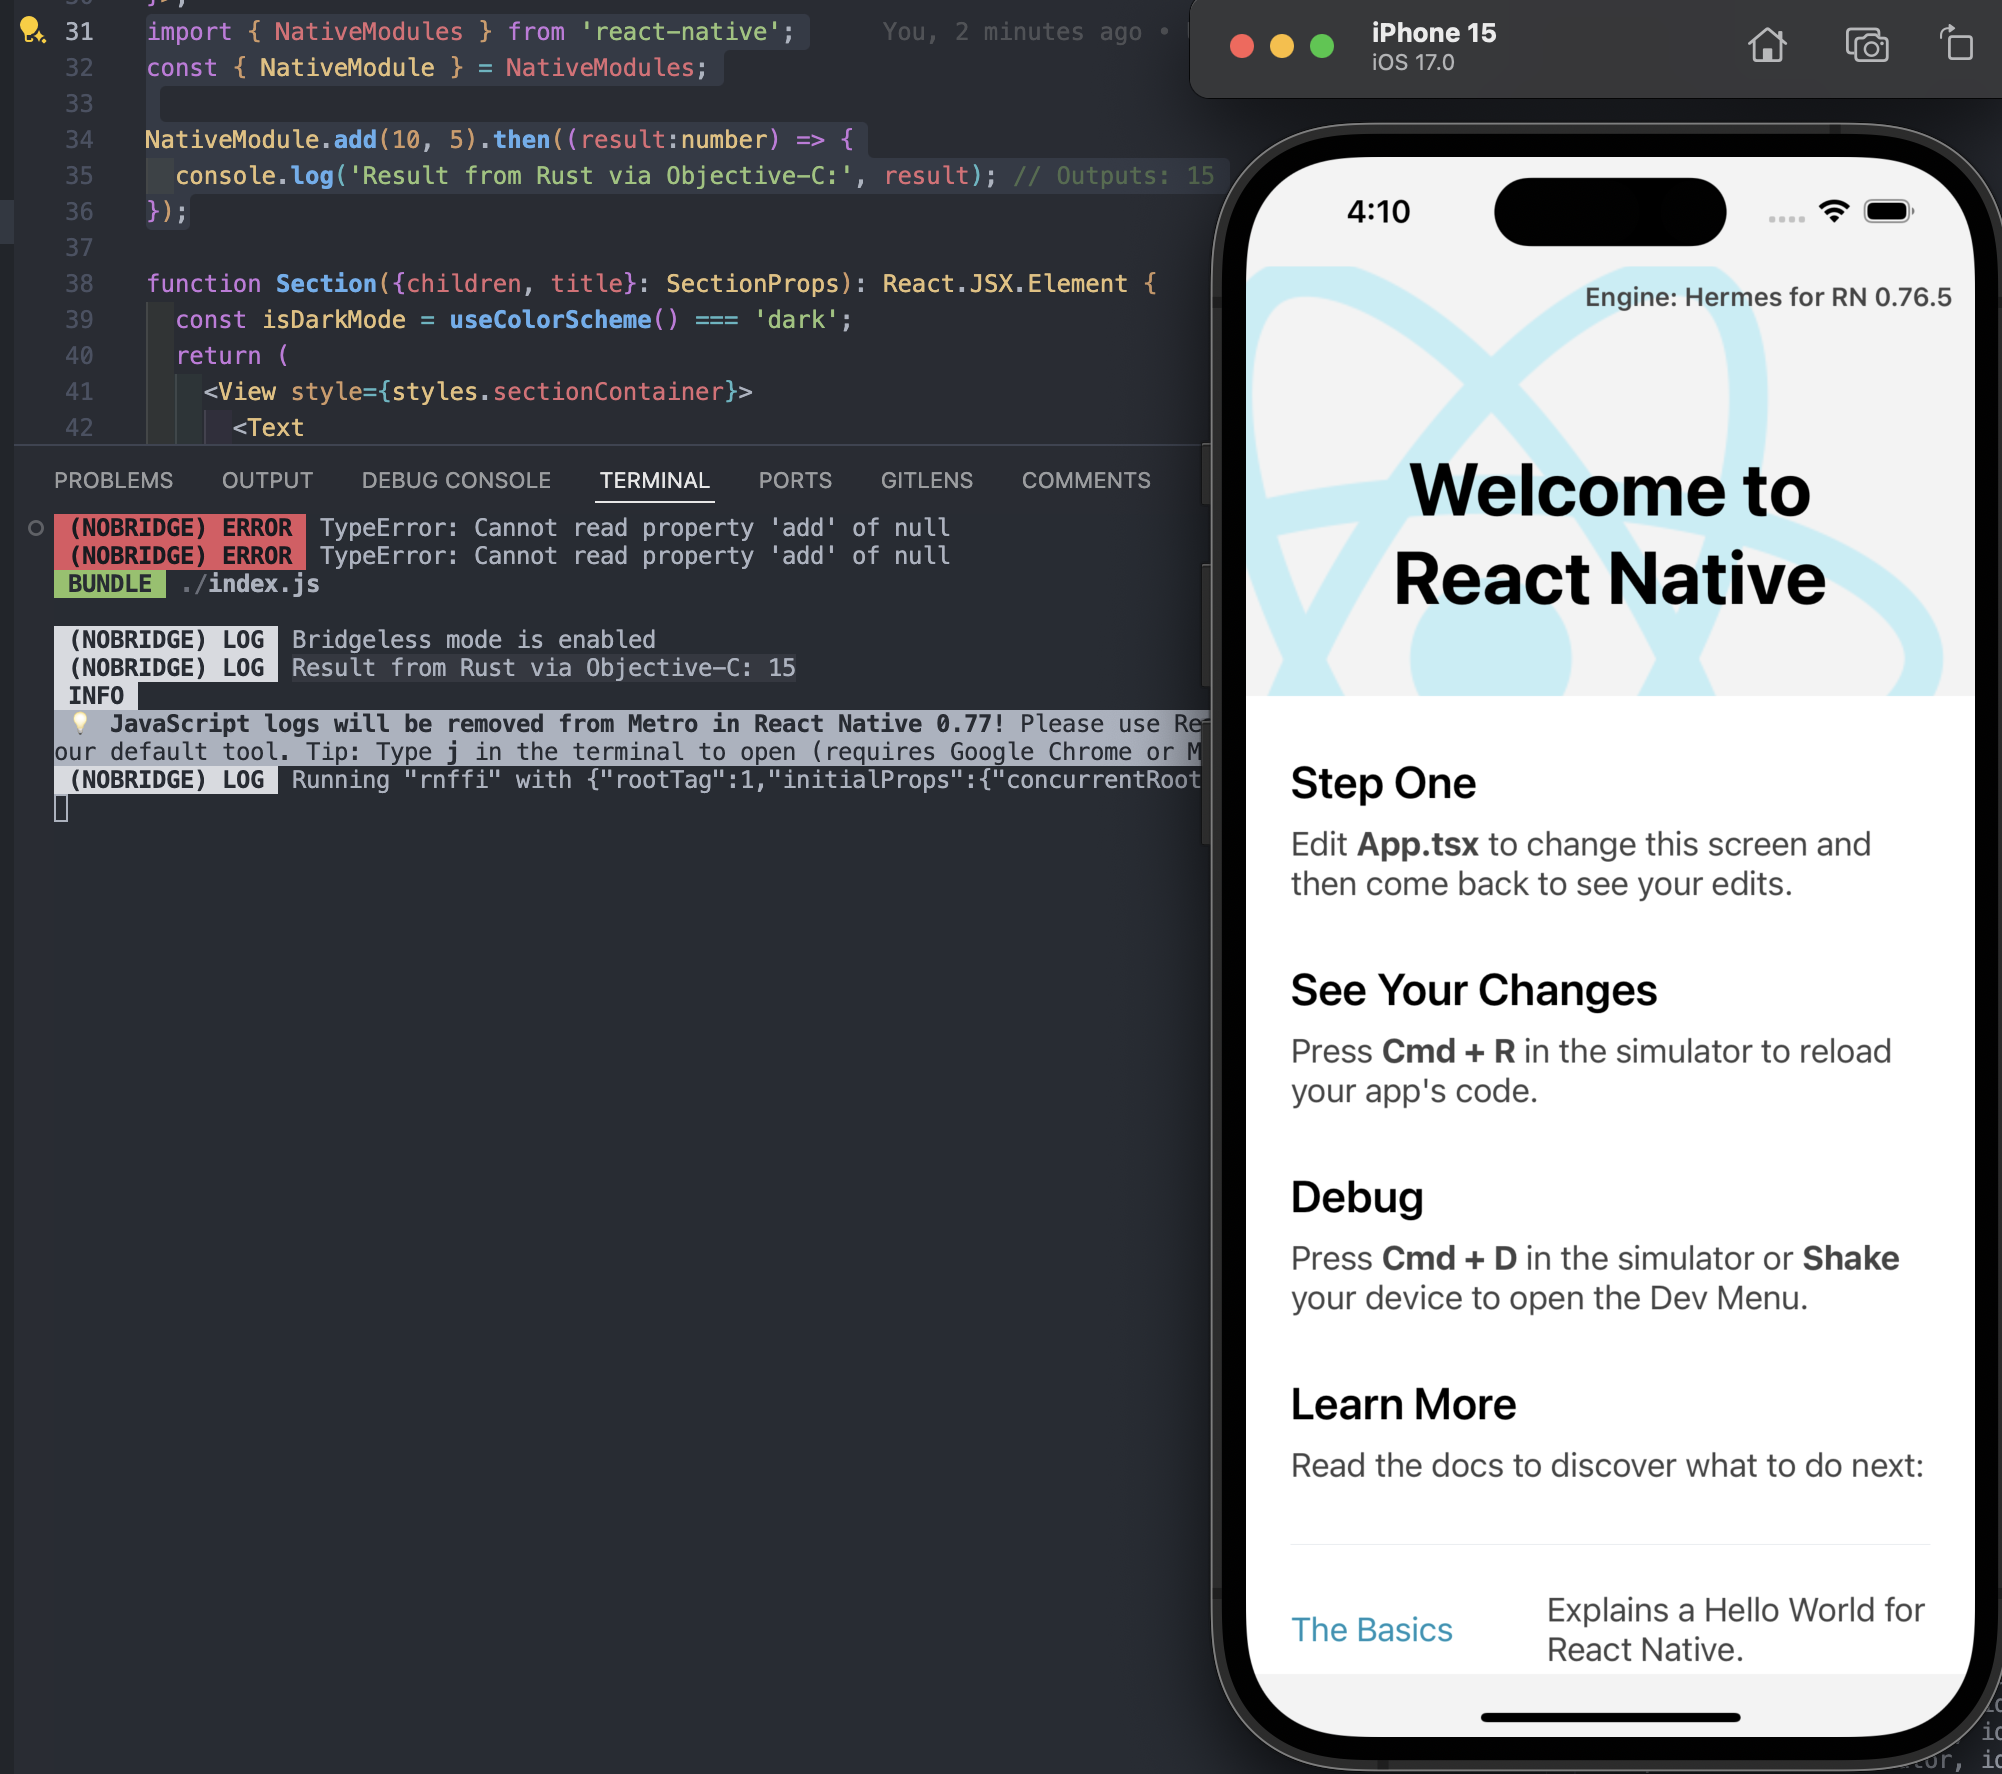 31 import { NativeModules } from 'react-native'; You, 2 minutes ago •
32 const { NativeModule } = NativeModules;
33
34 NativeModule.add(10, 5).then((result:number) => {
35 console.log('Result from Rust via Objective-C:', result); // Outputs: 15
36 });
37
38 function Section({children, title}: SectionProps): React.JSX.Element {
39 const isDarkMode = useColorScheme() === 'dark';
40 return (
41 <View style={styles.sectionContainer}>
42 <Text
PROBLEMS OUTPUT DEBUG CONSOLE TERMINAL PORTS GITLENS COMMENTS
(NOBRIDGE) ERROR TypeError: Cannot read property 'add' of null
(NOBRIDGE) ERROR TypeError: Cannot read property 'add' of null
BUNDLE ./index.js
(NOBRIDGE) LOG Bridgeless mode is enabled
(NOBRIDGE) LOG Result from Rust via Objective-C: 15
INFO
💡 JavaScript logs will be removed from Metro in React Native 0.77! Please use Re
our default tool. Tip: Type j in the terminal to open (requires Google Chrome or M
(NOBRIDGE) LOG Running "rnffi" with {"rootTag":1,"initialProps":{"concurrentRoot
iPhone 15
iOS 17.0
4:10
Engine: Hermes for RN 0.76.5
Welcome to
React Native
Step One
Edit App.tsx to change this screen and
then come back to see your edits.
See Your Changes
Press Cmd + R in the simulator to reload
your app's code.
Debug
Press Cmd + D in the simulator or Shake
your device to open the Dev Menu.
Learn More
Read the docs to discover what to do next:
The Basics
Explains a Hello World for
React Native.